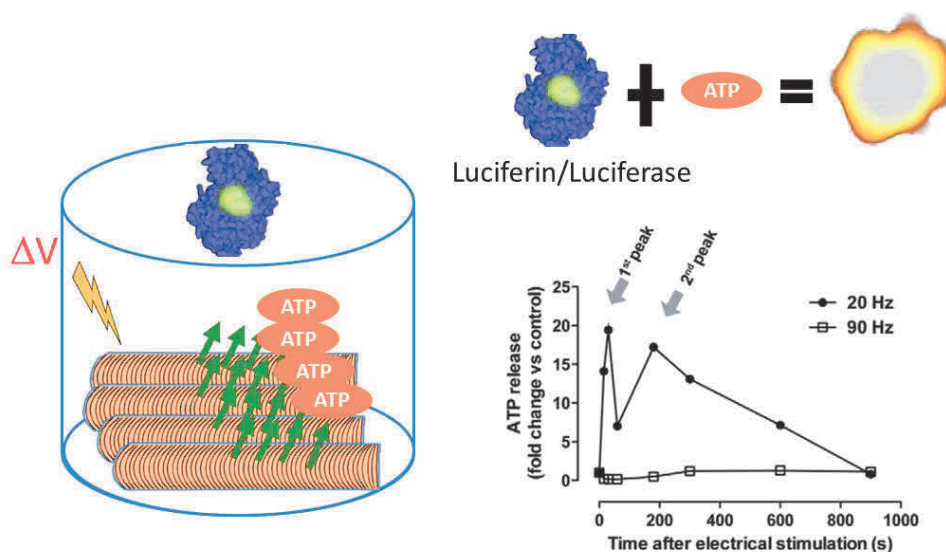 ATP
Luciferin/Luciferase
ΔV
ATP
ATP
ATP
ATP
1st peak
2nd peak
20 Hz
90 Hz
ATP release
(fold change vs control)
25
20
15
10
5
0
0
200
400
600
800
1000
Time after electrical stimulation (s)